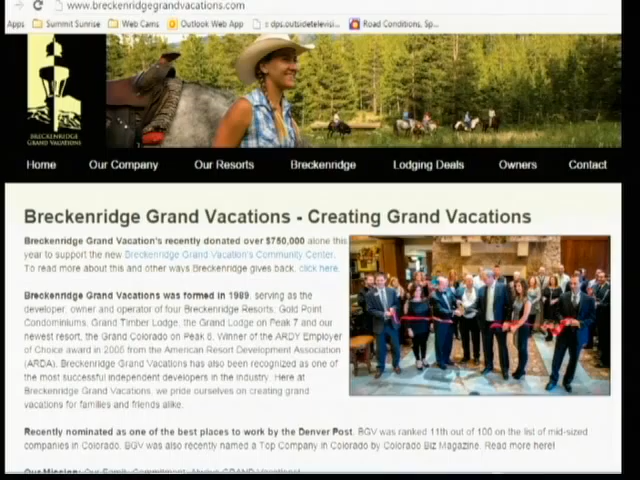 www.breckenridgegrandvacations.com
Apps Summit Sunrise Web Cams Outlook Web App dps.outsidetelevisi... Road Conditions, Sp...
BRECKENRIDGE
GRAND VACATIONS
Home Our Company Our Resorts Breckenridge Lodging Deals Owners Contact
Breckenridge Grand Vacations - Creating Grand Vacations
Breckenridge Grand Vacation's recently donated over $750,000 alone this
year to support the new Breckenridge Grand Vacation's Community Center.
To read more about this and other ways Breckenridge gives back, click here.
Breckenridge Grand Vacations was formed in 1989, serving as the
developer, owner and operator of four Breckenridge Resorts, Gold Point
Condominiums, Grand Timber Lodge, the Grand Lodge on Peak 7 and our
newest resort, the Grand Colorado on Peak 8. Winner of the ARDY Employer
of Choice award in 2006 from the American Resort Development Association
(ARDA), Breckenridge Grand Vacations has also been recognized as one of
the most successful independent developers in the industry. Here at
Breckenridge Grand Vacations, we pride ourselves on creating grand
vacations for families and friends alike.
Recently nominated as one of the best places to work by the Denver Post. BGV was ranked 11th out of 100 on the list of mid-sized
companies in Colorado. BGV was also recently named a Top Company in Colorado by Colorado Biz Magazine. Read more here!
Our Mission: Our Family Commitment: Always GRAND Vacations!